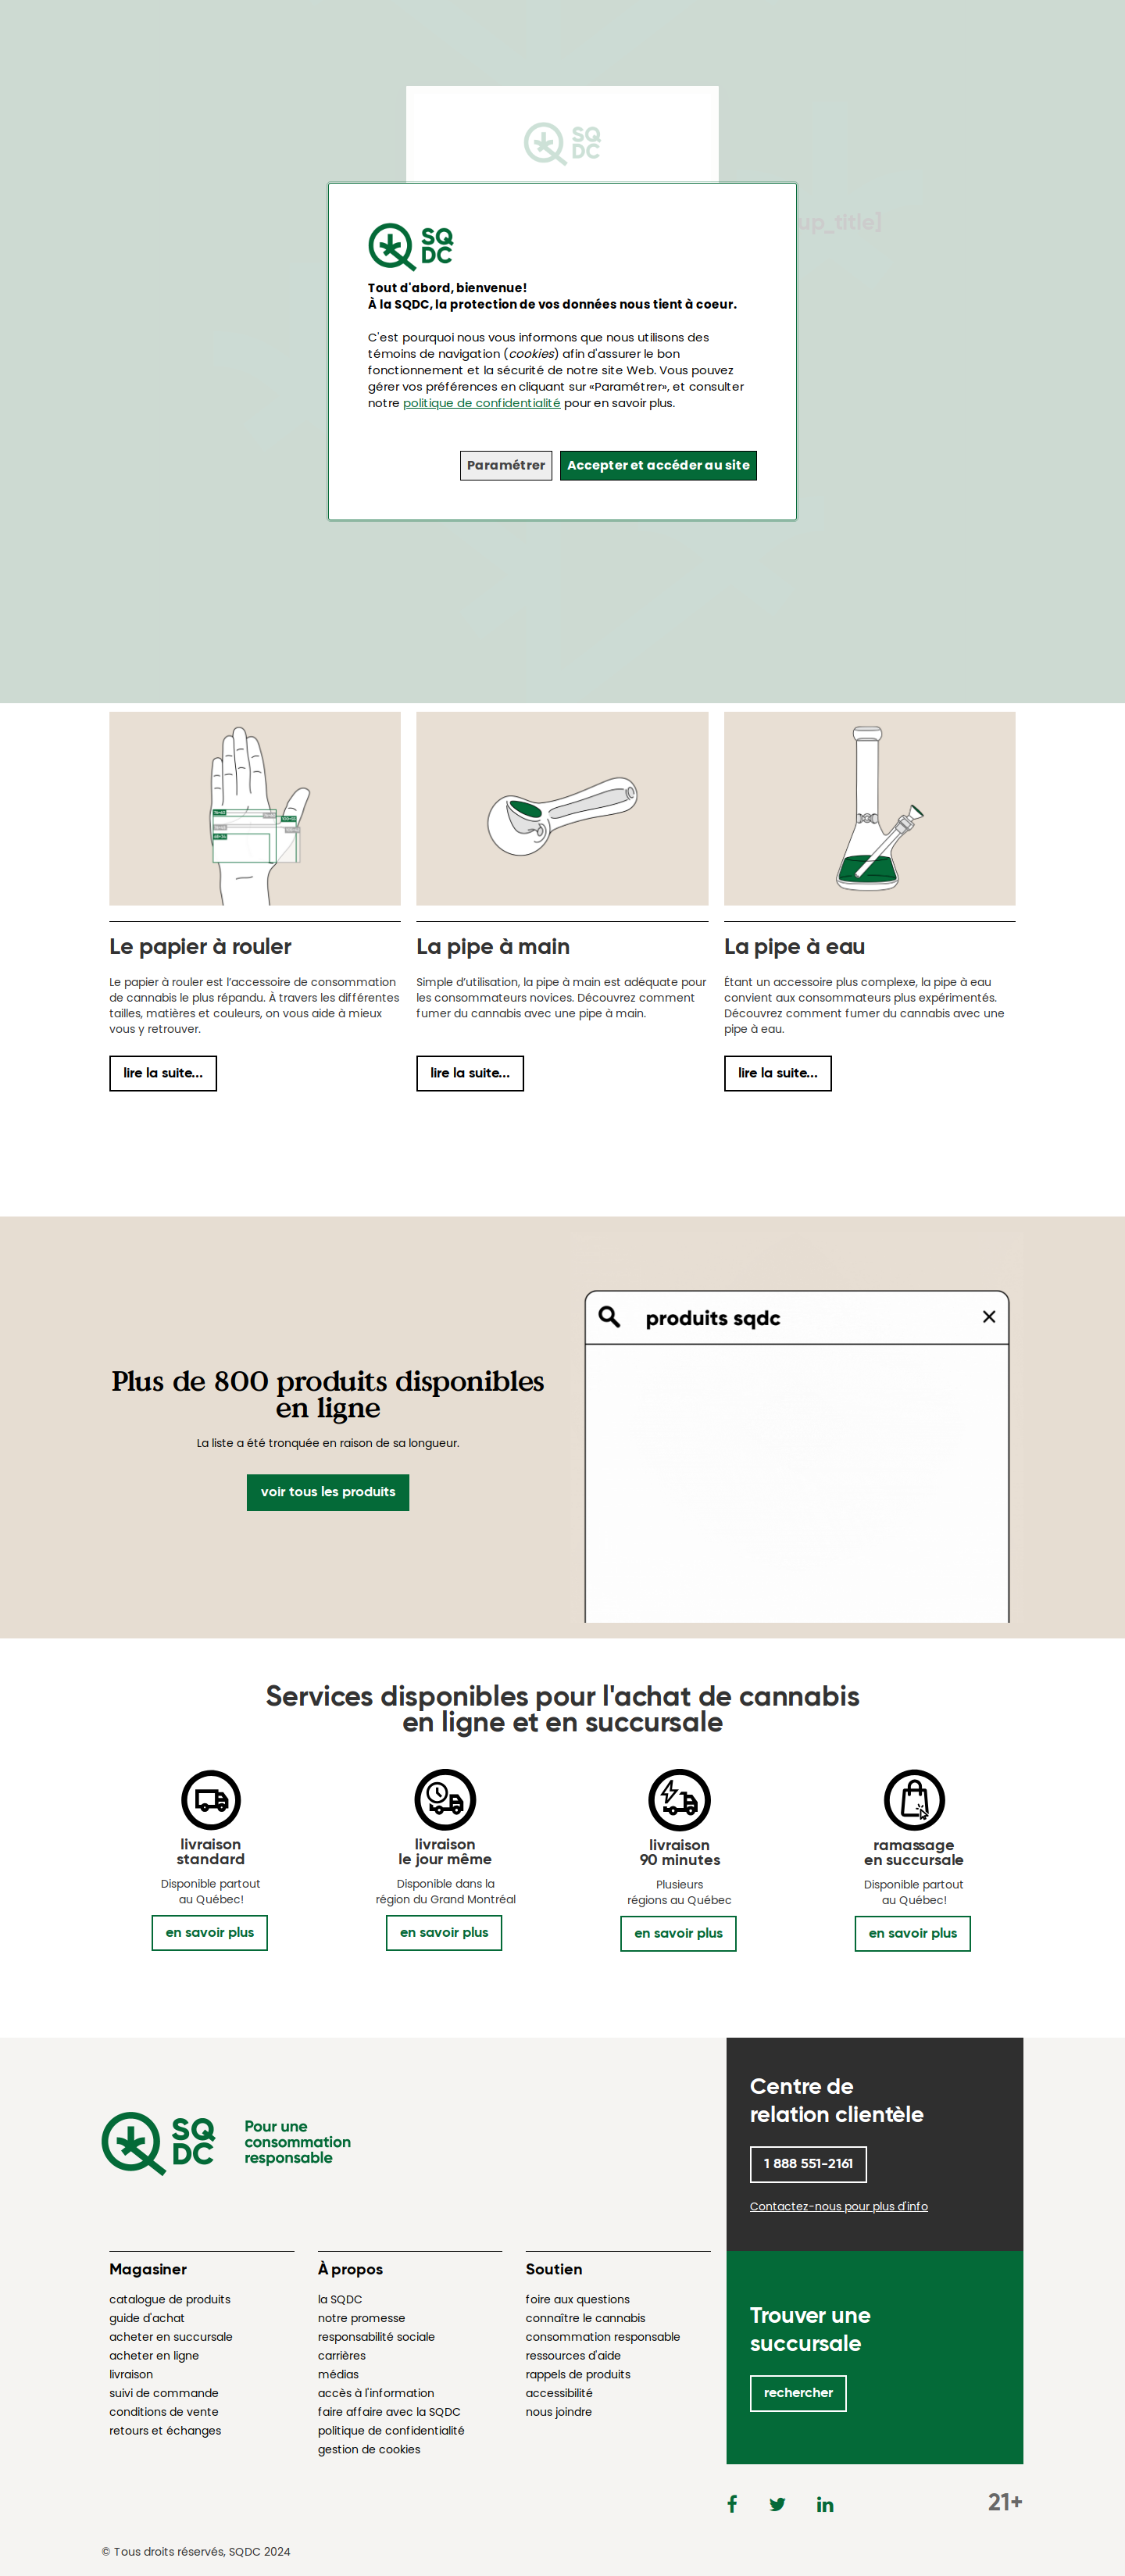 SQ
DC
up_title]
SQ
DC
Tout d'abord, bienvenue!
À la SQDC, la protection de vos données nous tient à coeur.
C'est pourquoi nous vous informons que nous utilisons des
témoins de navigation (cookies) afin d'assurer le bon
fonctionnement et la sécurité de notre site Web. Vous pouvez
gérer vos préférences en cliquant sur «Paramétrer», et consulter
notre politique de confidentialité pour en savoir plus.
Paramétrer
Accepter et accéder au site
Le papier à rouler
Le papier à rouler est l’accessoire de consommation
de cannabis le plus répandu. À travers les différentes
tailles, matières et couleurs, on vous aide à mieux
vous y retrouver.
lire la suite...
La pipe à main
Simple d’utilisation, la pipe à main est adéquate pour
les consommateurs novices. Découvrez comment
fumer du cannabis avec une pipe à main.
lire la suite...
La pipe à eau
Étant un accessoire plus complexe, la pipe à eau
convient aux consommateurs plus expérimentés.
Découvrez comment fumer du cannabis avec une
pipe à eau.
lire la suite...
Plus de 800 produits disponibles
en ligne
La liste a été tronquée en raison de sa longueur.
voir tous les produits
produits sqdc
Services disponibles pour l'achat de cannabis
en ligne et en succursale
livraison
standard
Disponible partout
au Québec!
en savoir plus
livraison
le jour même
Disponible dans la
région du Grand Montréal
en savoir plus
livraison
90 minutes
Plusieurs
régions au Québec
en savoir plus
ramassage
en succursale
Disponible partout
au Québec!
en savoir plus
SQ
DC
Pour une
consommation
responsable
Centre de
relation clientèle
1 888 551-2161
Contactez-nous pour plus d'info
Magasiner
catalogue de produits
guide d'achat
acheter en succursale
acheter en ligne
livraison
suivi de commande
conditions de vente
retours et échanges
À propos
la SQDC
notre promesse
responsabilité sociale
carrières
médias
accès à l'information
faire affaire avec la SQDC
politique de confidentialité
gestion de cookies
Soutien
foire aux questions
connaître le cannabis
consommation responsable
ressources d'aide
rappels de produits
accessibilité
nous joindre
Trouver une
succursale
rechercher
21+
© Tous droits réservés, SQDC 2024